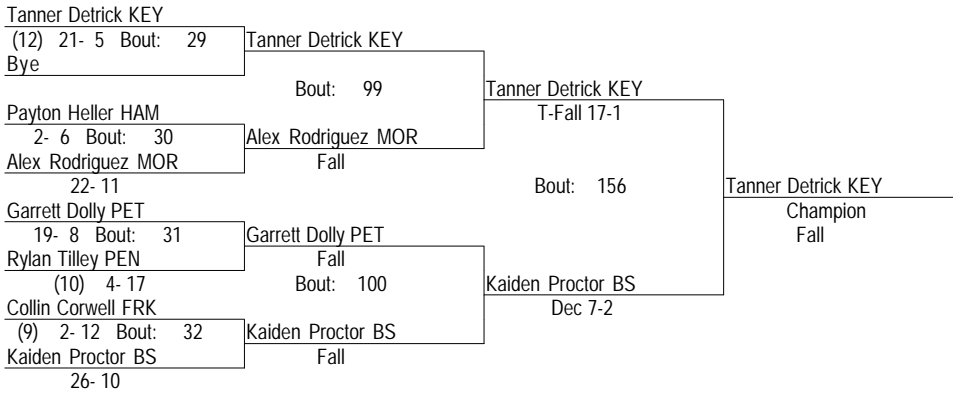 Tanner Detrick KEY
(12) 21- 5 Bout: 29
Bye
Payton Heller HAM
2- 6 Bout: 30
Alex Rodriguez MOR
22- 11
Garrett Dolly PET
19- 8 Bout: 31
Rylan Tilley PEN
(10) 4- 17
Collin Corwell FRK
(9) 2- 12 Bout: 32
Kaiden Proctor BS
26- 10
Tanner Detrick KEY
Bout: 99
Alex Rodriguez MOR
Fall
Garrett Dolly PET
Fall
Bout: 100
Kaiden Proctor BS
Fall
Tanner Detrick KEY
T-Fall 17-1
Bout: 156
Kaiden Proctor BS
Dec 7-2
Tanner Detrick KEY
Champion
Fall